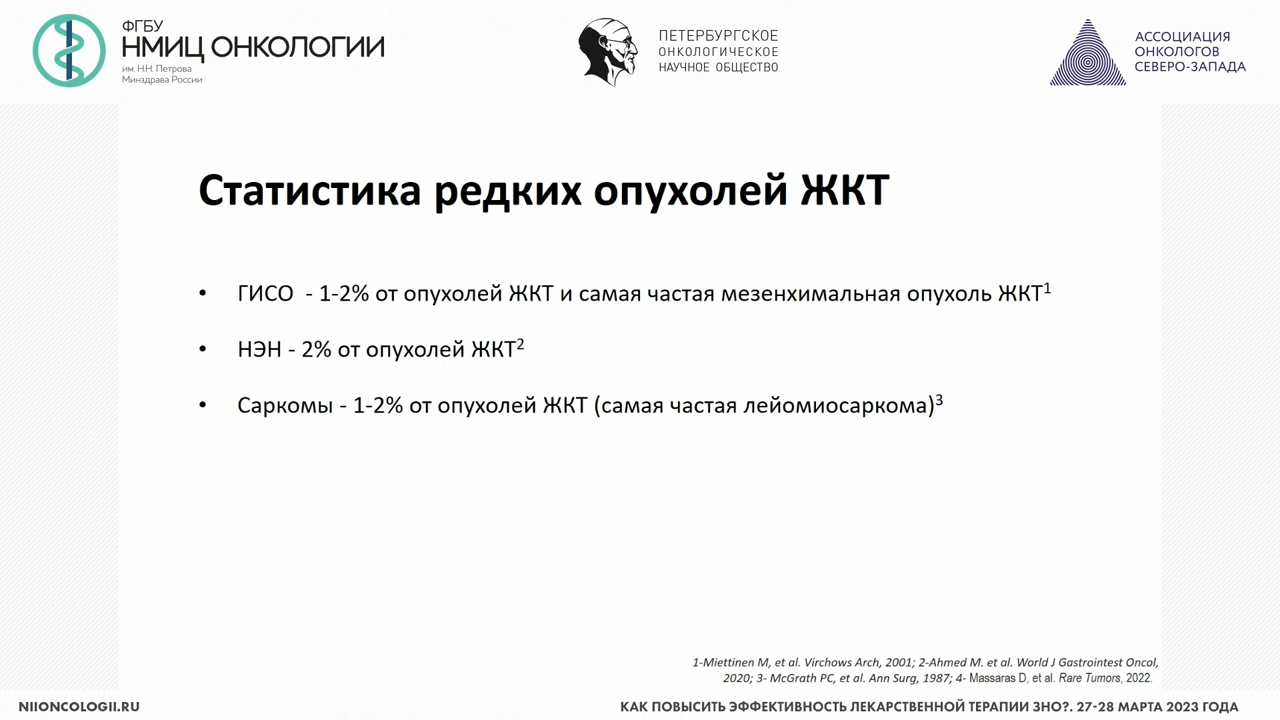 ФГБУ
НМИЦ ОНКОЛОГИИ
им. Н.Н. Петрова
Минздрава России
ПЕТЕРБУРГСКОЕ
ОНКОЛОГИЧЕСКОЕ
НАУЧНОЕ ОБЩЕСТВО
АССОЦИАЦИЯ
ОНКОЛОГОВ
СЕВЕРО-ЗАПАДА
Статистика редких опухолей ЖКТ
• ГИСО - 1-2% от опухолей ЖКТ и самая частая мезенхимальная опухоль ЖКТ¹
• НЭН - 2% от опухолей ЖКТ²
• Саркомы - 1-2% от опухолей ЖКТ (самая частая лейомиосаркома)³
1-Miettinen M, et al. Virchows Arch, 2001; 2-Ahmed M. et al. World J Gastrointest Oncol,
2020; 3- McGrath PC, et al. Ann Surg, 1987; 4- Massaras D, et al. Rare Tumors, 2022.
NIIONCOLOGII.RU
КАК ПОВЫСИТЬ ЭФФЕКТИВНОСТЬ ЛЕКАРСТВЕННОЙ ТЕРАПИИ ЗНО?. 27-28 МАРТА 2023 ГОДА